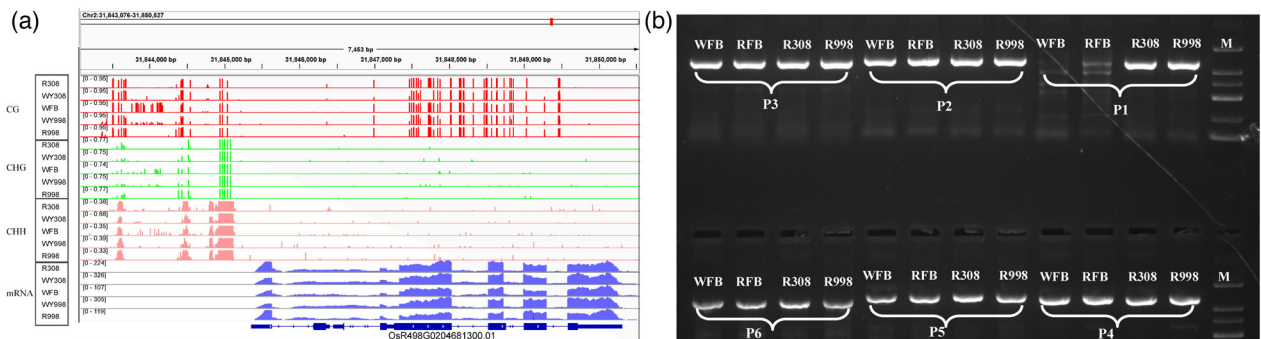 (a)
Chr2:31,843,076-31,850,527
7,453 bp
31,844,000 bp 31,845,000 bp 31,846,000 bp 31,847,000 bp 31,848,000 bp 31,849,000 bp 31,850,000 bp
CG
R308 [0 - 0.95]
WY308 [0 - 0.95]
WFB [0 - 0.95]
WY998 [0 - 0.95]
R998 [0 - 0.95]
CHG
R308 [0 - 0.77]
WY308 [0 - 0.75]
WFB [0 - 0.74]
WY998 [0 - 0.75]
R998 [0 - 0.77]
CHH
R308 [0 - 0.38]
WY308 [0 - 0.68]
WFB [0 - 0.35]
WY998 [0 - 0.39]
R998 [0 - 0.33]
mRNA
R308 [0 - 224]
WY308 [0 - 326]
WFB [0 - 107]
WY998 [0 - 305]
R998 [0 - 119]
OsR498G0204681300.01
(b)
WFB RFB R308 R998 WFB RFB R308 R998 WFB RFB R308 R998 M
P3 P2 P1
WFB RFB R308 R998 WFB RFB R308 R998 WFB RFB R308 R998 M
P6 P5 P4